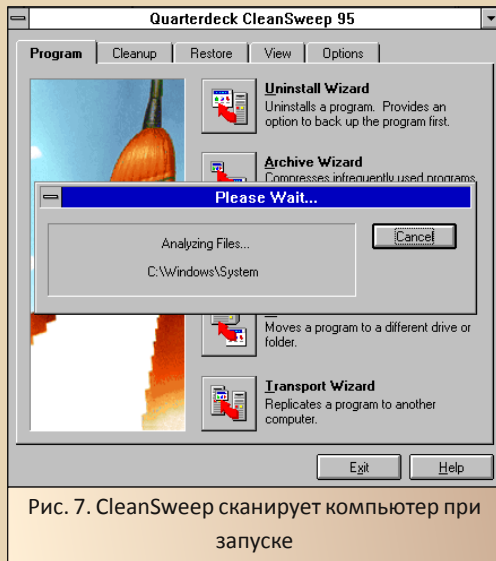 Quarterdeck CleanSweep 95
Program Cleanup Restore View Options
Uninstall Wizard
Uninstalls a program. Provides an
option to back up the program first.
Archive Wizard
Compresses infrequently used programs
Please Wait...
Analyzing Files...
Cancel
C:\Windows\System
Moves a program to a different drive or
folder.
Transport Wizard
Replicates a program to another
computer.
Exit Help
Рис. 7. CleanSweep сканирует компьютер при
запуске